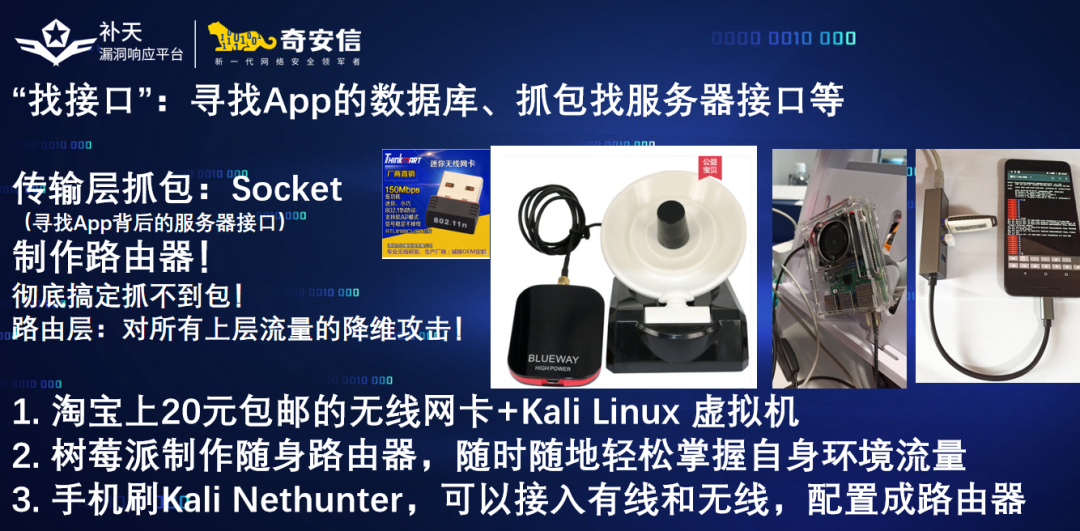 补天
漏洞响应平台
奇安信
新一代网络安全领军者
0000 0010 000
“找接口”：寻找App的数据库、抓包找服务器接口等
传输层抓包：Socket
（寻找App背后的服务器接口）
制作路由器！
彻底搞定抓不到包！
路由层：对所有上层流量的降维攻击！
THINKMART
迷你无线网卡
厂商直销
150Mbps
802.11n
公益
宝贝
BLUEWAY
HIGH POWER
1. 淘宝上20元包邮的无线网卡+Kali Linux 虚拟机
2. 树莓派制作随身路由器，随时随地轻松掌握自身环境流量
3. 手机刷Kali Nethunter，可以接入有线和无线，配置成路由器